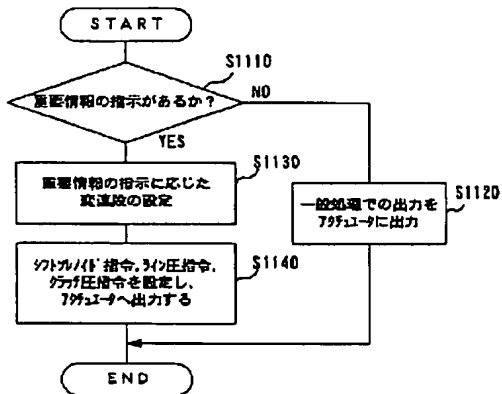 START
S1110
重要情報の指示があるか?
NO
YES
S1130
重要情報の指示に応じた
変速段の設定
S1120
一般処理での出力を
アクチュエータに出力
S1140
シフトソレノイド指令,ライン圧指令,
クラッチ圧指令を設定し、
アクチュエータへ出力する
END